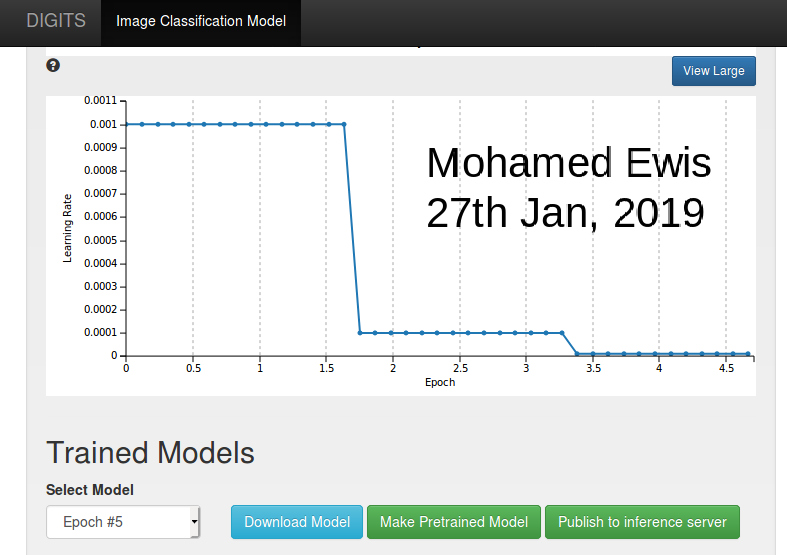 DIGITS Image Classification Model
?
View Large
0.0011
0.001
0.0009
0.0008
0.0007
0.0006
0.0005
0.0004
0.0003
0.0002
0.0001
0
Learning Rate
Mohamed Ewis
27th Jan, 2019
0 0.5 1 1.5 2 2.5 3 3.5 4 4.5
Epoch
Trained Models
Select Model
Epoch #5 Download Model Make Pretrained Model Publish to inference server